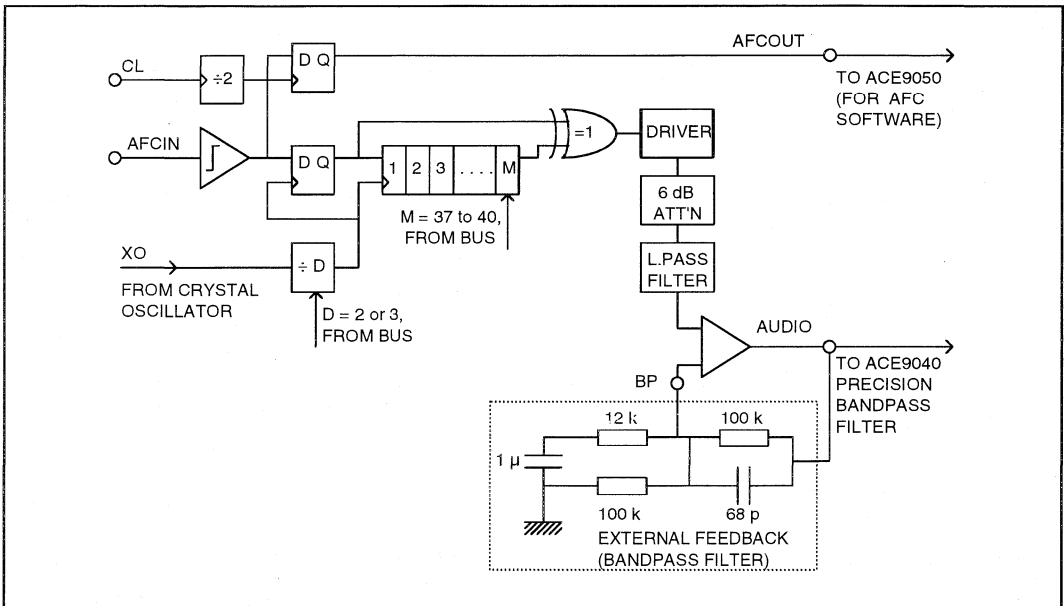 CL
÷2
D Q
AFCOUT
TO ACE9050
(FOR AFC
SOFTWARE)
AFCIN
D Q
1 2 3 .... M
=1
DRIVER
M = 37 to 40,
FROM BUS
6 dB
ATT'N
XO
FROM CRYSTAL
OSCILLATOR
÷ D
D = 2 or 3,
FROM BUS
L.PASS
FILTER
AUDIO
TO ACE9040
PRECISION
BANDPASS
FILTER
BP
12 k
100 k
1 µ
100 k
68 p
EXTERNAL FEEDBACK
(BANDPASS FILTER)